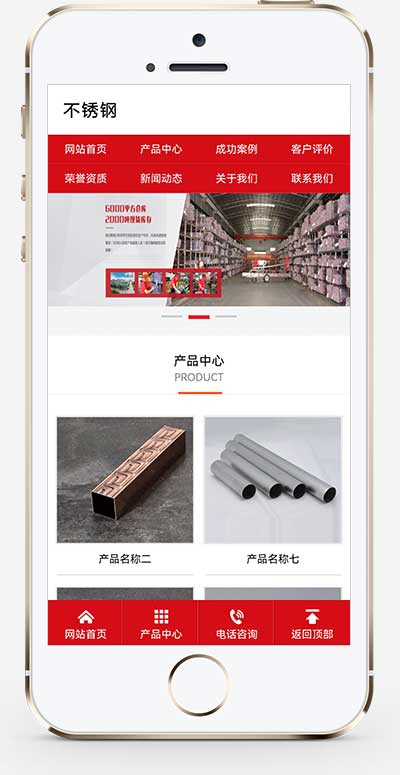 不锈钢
网站首页 产品中心 成功案例 客户评价
荣誉资质 新闻动态 关于我们 联系我们
6000平方仓库
2000吨现货库存
产品中心
PRODUCT
产品名称二 产品名称七
网站首页 产品中心 电话咨询 返回顶部